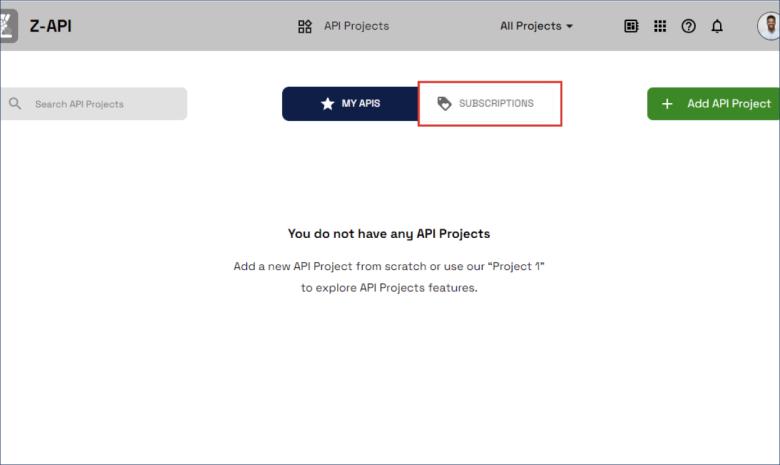 Z-API
API Projects
All Projects
Search API Projects
MY APIS
SUBSCRIPTIONS
Add API Project
You do not have any API Projects
Add a new API Project from scratch or use our “Project 1”
to explore API Projects features.